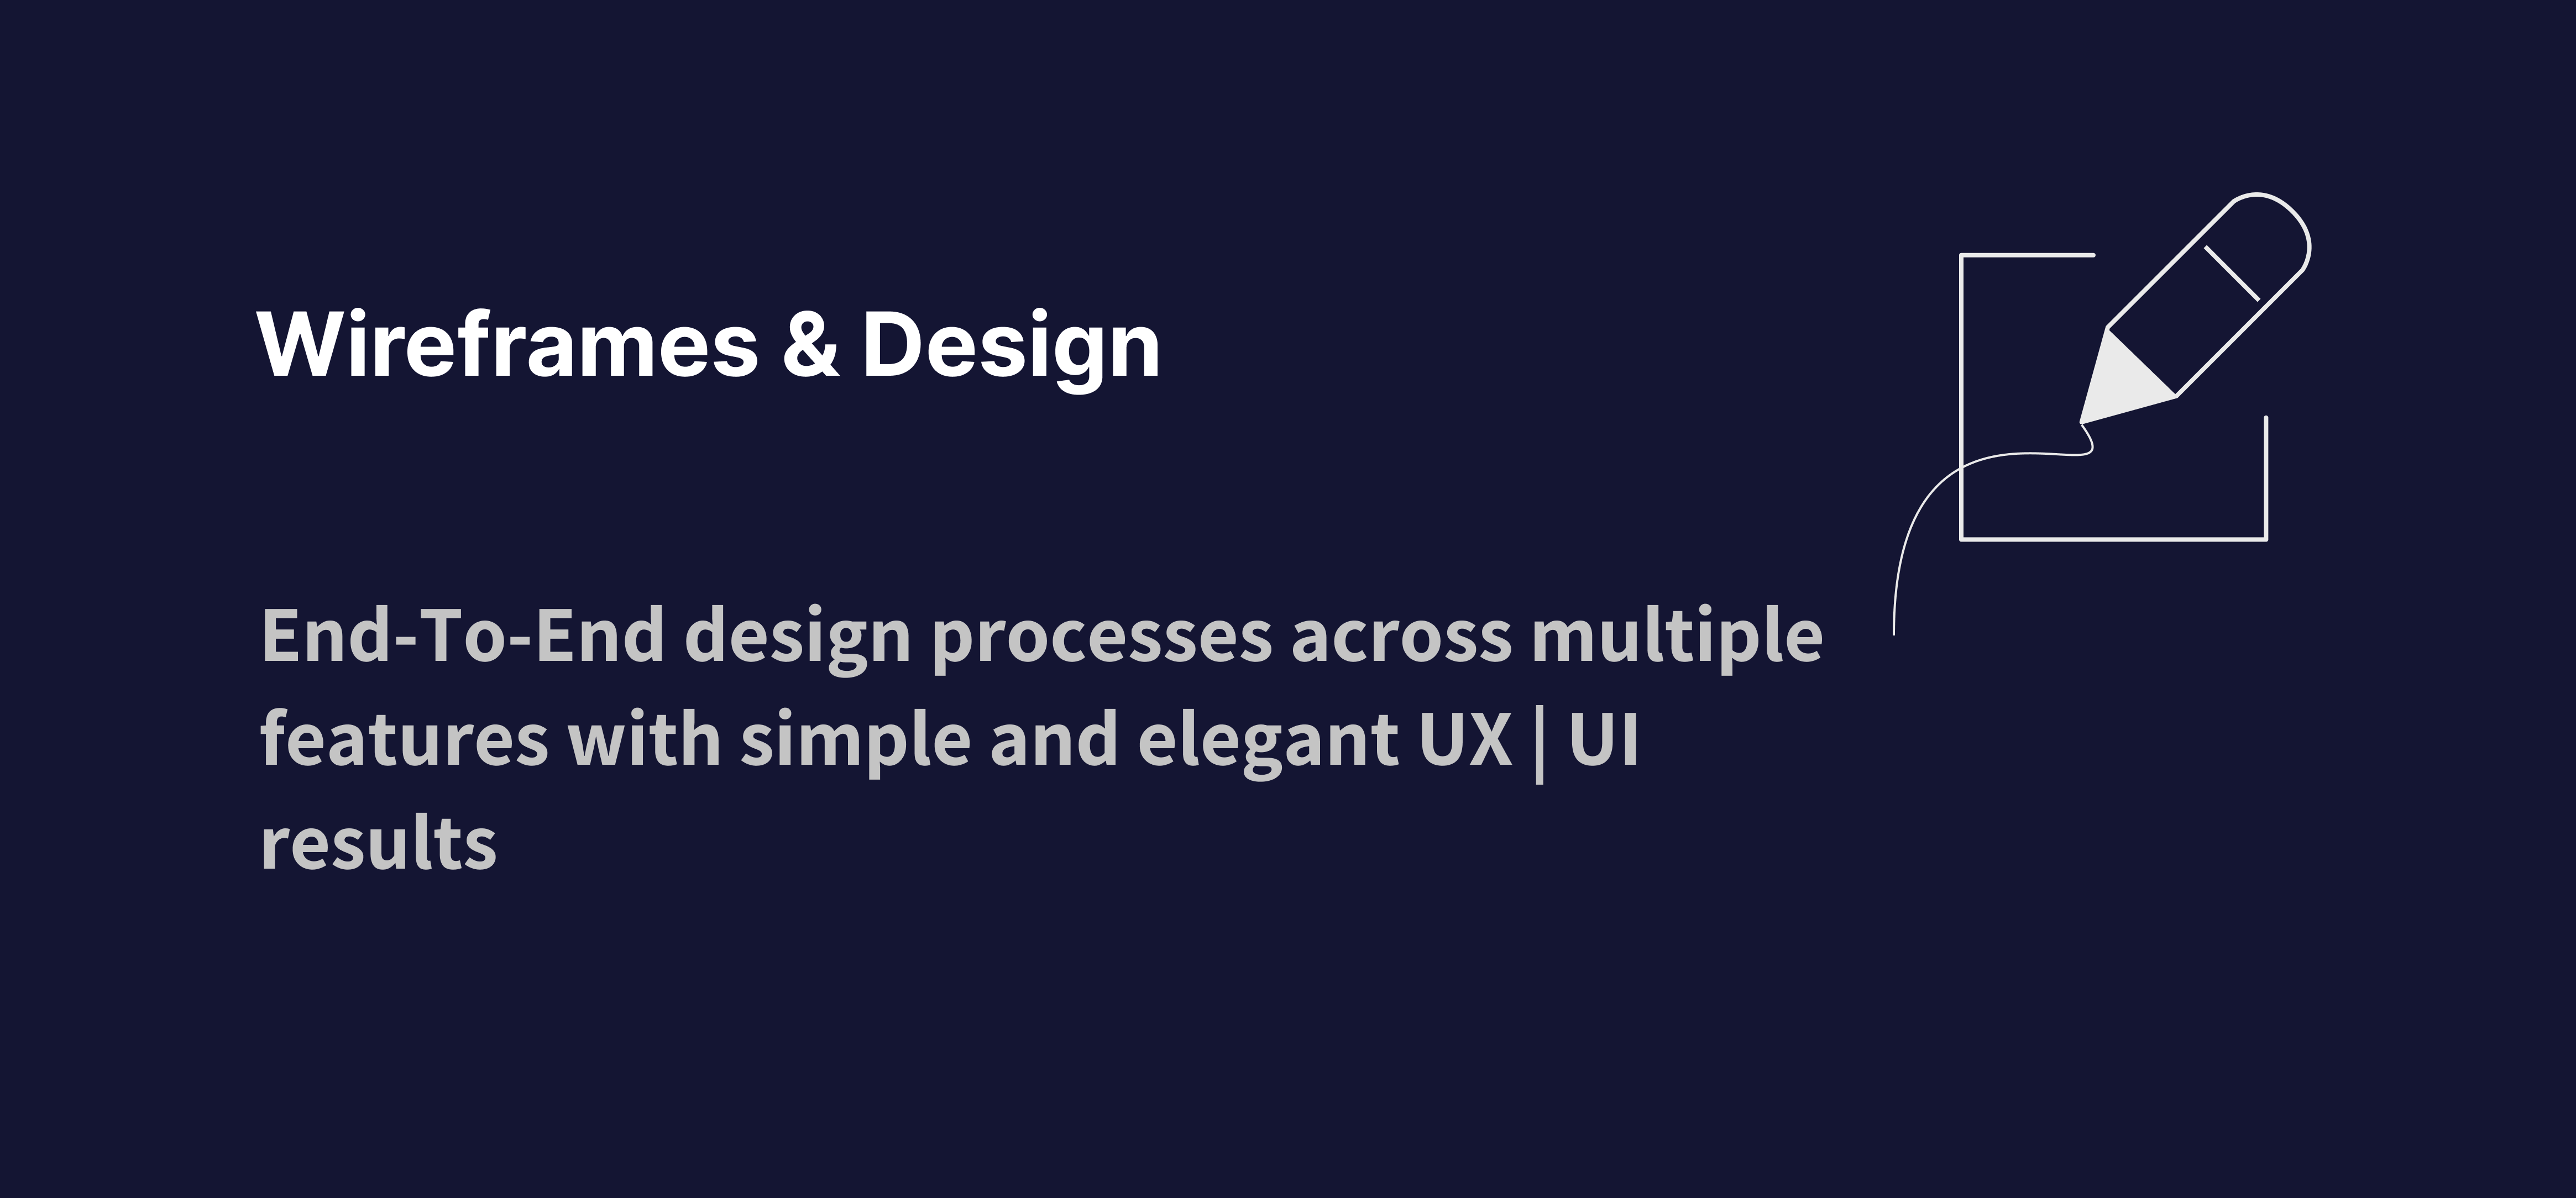 Wireframes & Design
End-To-End design processes across multiple
features with simple and elegant UX | UI
results